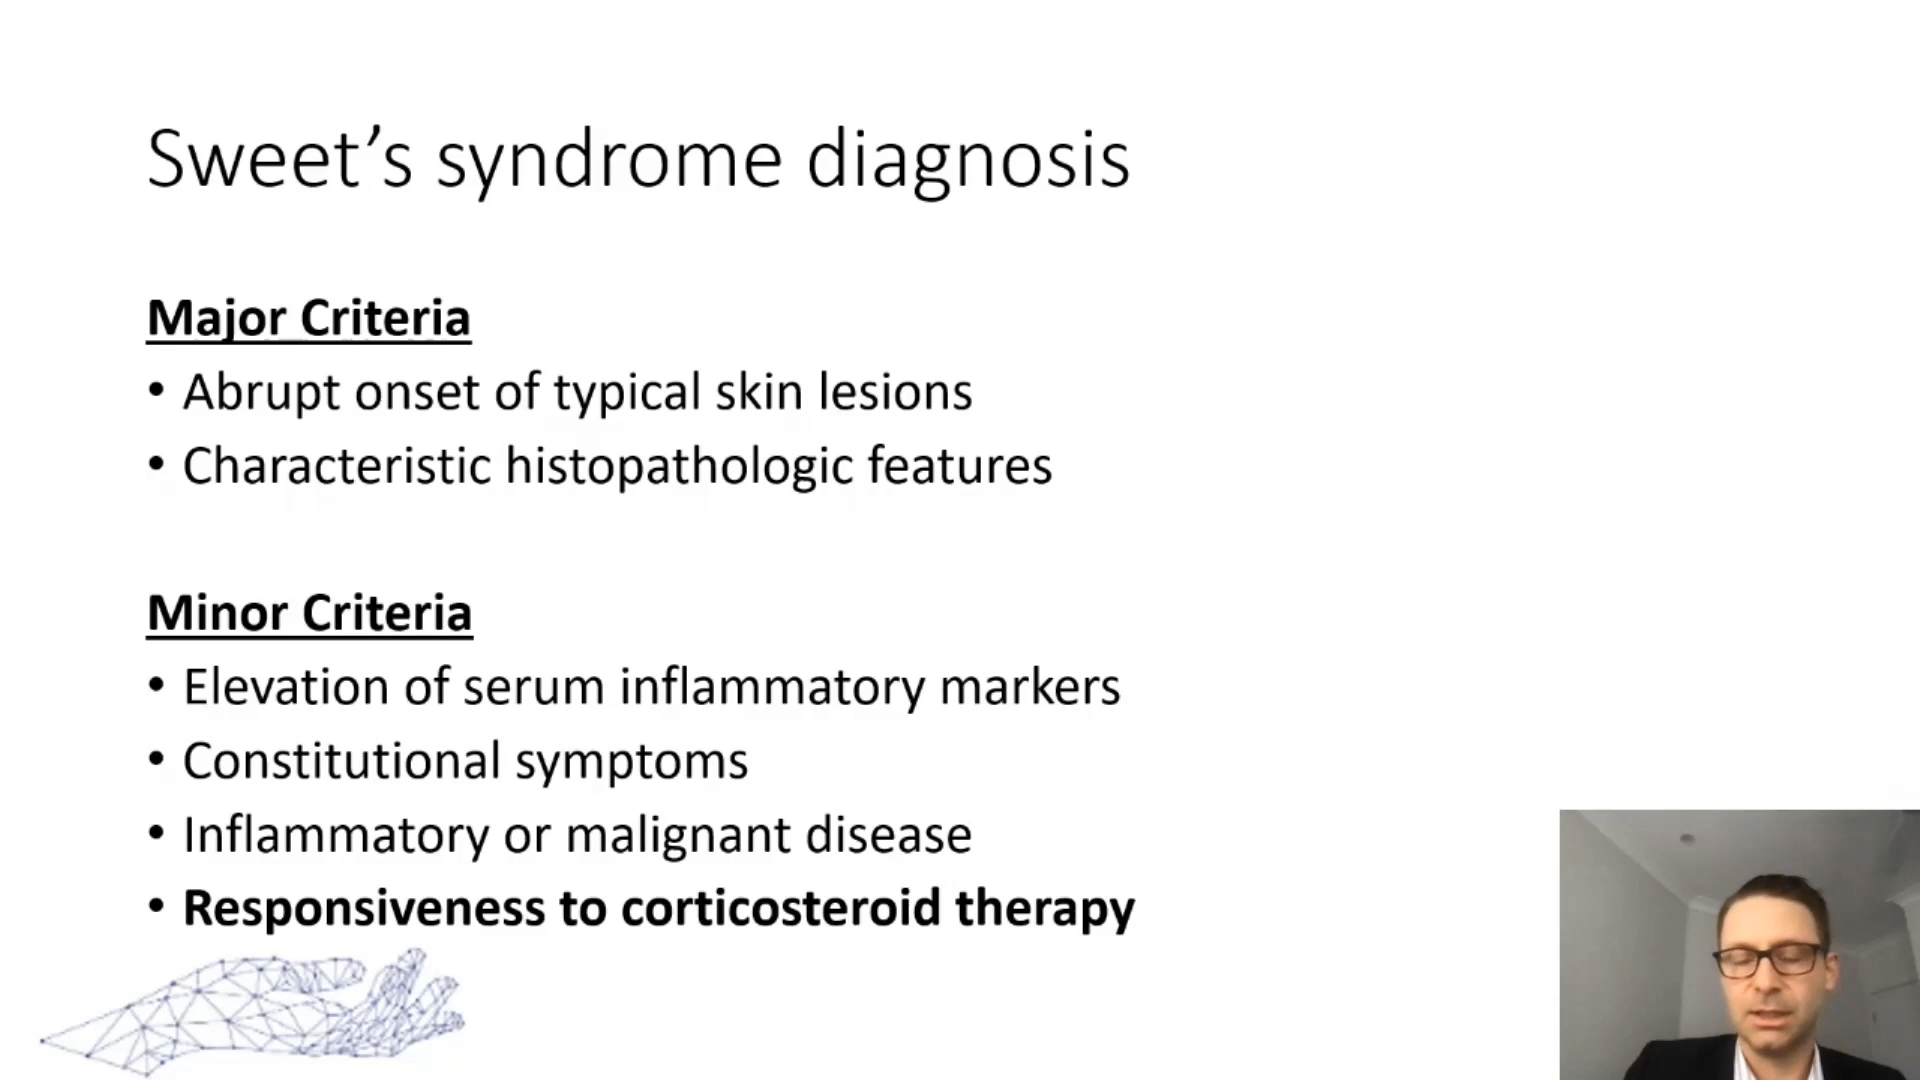 Sweet’s syndrome diagnosis
Major Criteria
• Abrupt onset of typical skin lesions
• Characteristic histopathologic features
Minor Criteria
• Elevation of serum inflammatory markers
• Constitutional symptoms
• Inflammatory or malignant disease
• Responsiveness to corticosteroid therapy